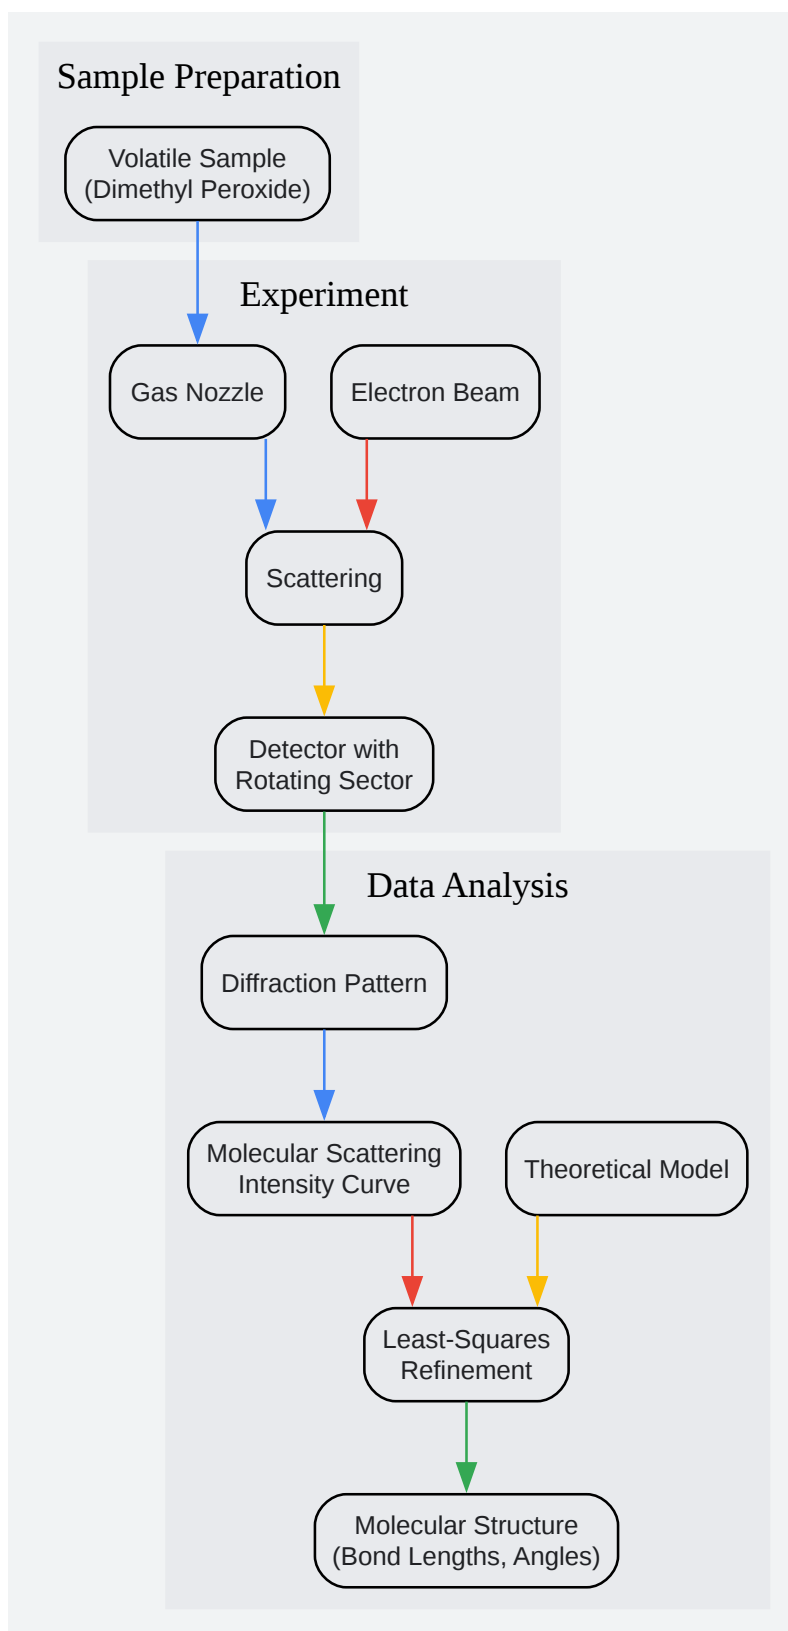 Sample Preparation
Volatile Sample
(Dimethyl Peroxide)
Experiment
Gas Nozzle
Electron Beam
Scattering
Detector with
Rotating Sector
Data Analysis
Diffraction Pattern
Molecular Scattering
Intensity Curve
Theoretical Model
Least-Squares
Refinement
Molecular Structure
(Bond Lengths, Angles)